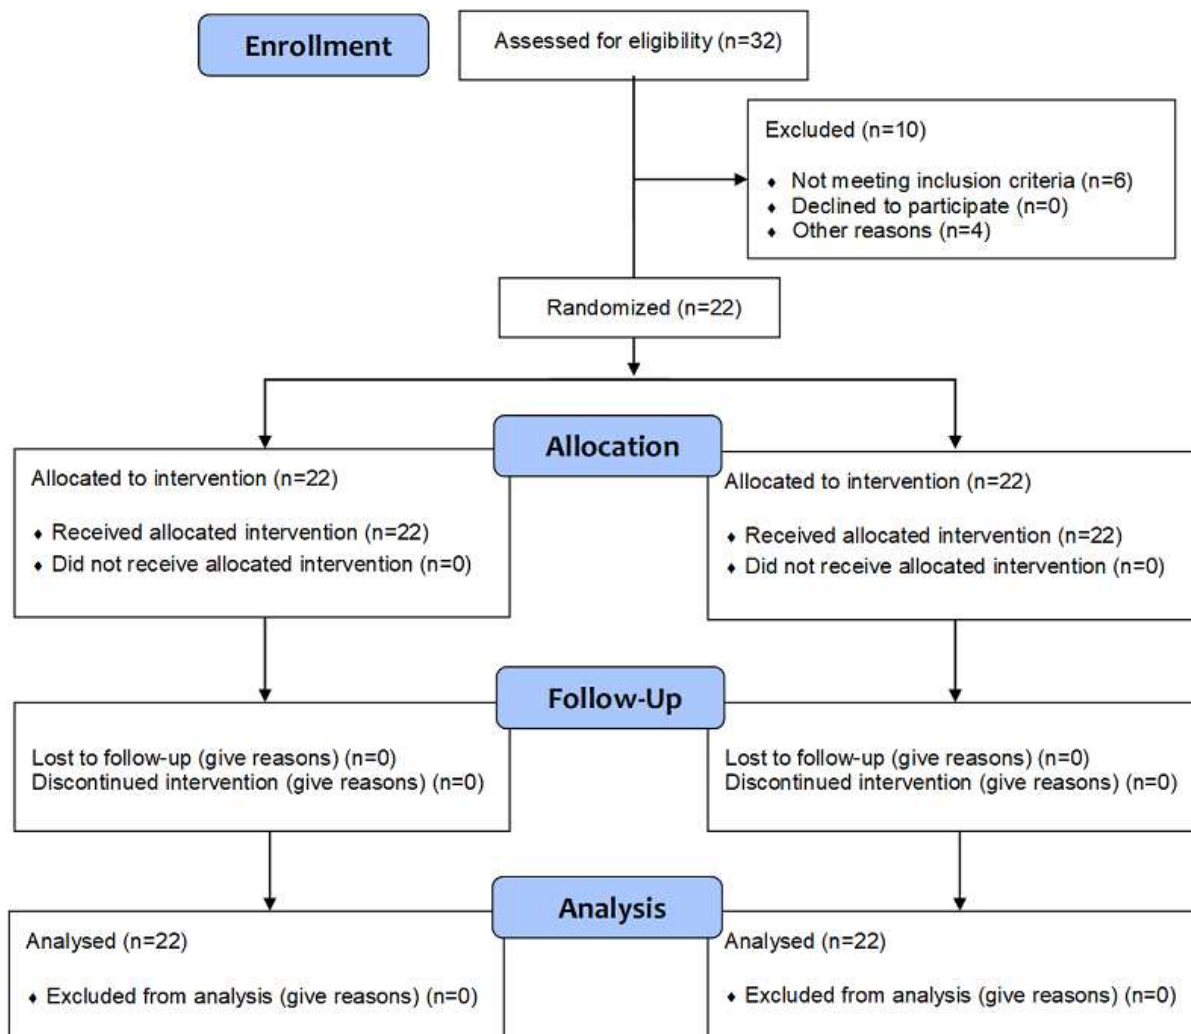 Enrollment
Assessed for eligibility (n=32)
Excluded (n=10)
♦ Not meeting inclusion criteria (n=6)
♦ Declined to participate (n=0)
♦ Other reasons (n=4)
Randomized (n=22)
Allocation
Allocated to intervention (n=22)
♦ Received allocated intervention (n=22)
♦ Did not receive allocated intervention (n=0)
Allocated to intervention (n=22)
♦ Received allocated intervention (n=22)
♦ Did not receive allocated intervention (n=0)
Follow-Up
Lost to follow-up (give reasons) (n=0)
Discontinued intervention (give reasons) (n=0)
Lost to follow-up (give reasons) (n=0)
Discontinued intervention (give reasons) (n=0)
Analysis
Analysed (n=22)
♦ Excluded from analysis (give reasons) (n=0)
Analysed (n=22)
♦ Excluded from analysis (give reasons) (n=0)